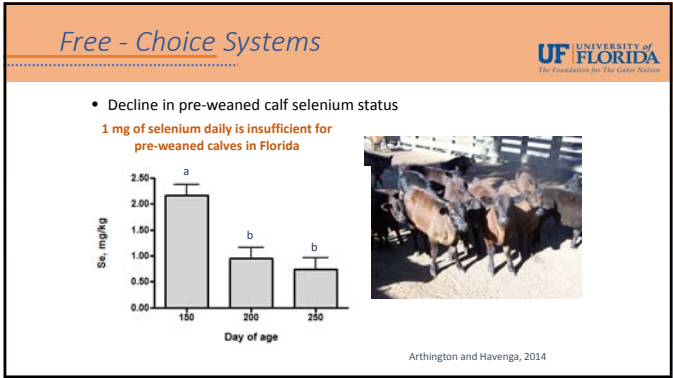 Free - Choice Systems
UF UNIVERSITY of
FLORIDA
The Foundation for The Gator Nation
• Decline in pre-weaned calf selenium status
1 mg of selenium daily is insufficient for
pre-weaned calves in Florida
a
b
b
2.50
2.00
1.50
1.00
0.50
0.00
Se, mg/kg
150 200 250
Day of age
Arthington and Havenga, 2014